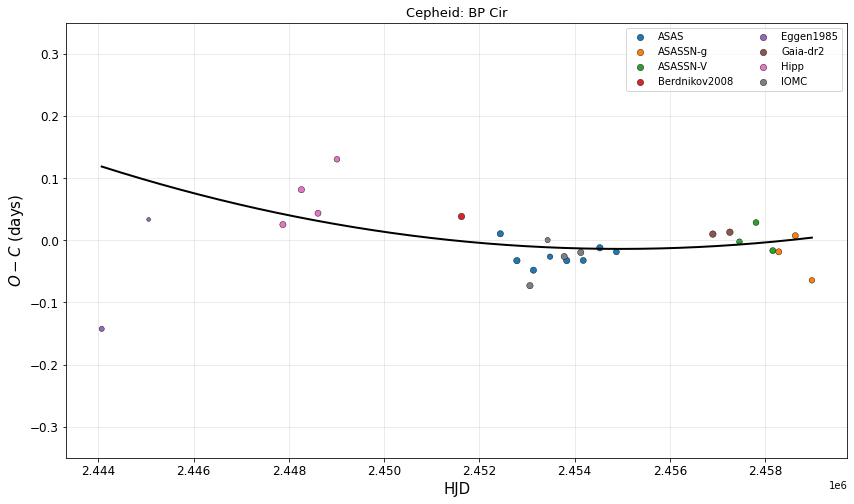 Cepheid: BP Cir
ASAS
ASASSN-g
ASASSN-V
Berdnikov2008
Eggen1985
Gaia-dr2
Hipp
IOMC
O − C (days)
0.3
0.2
0.1
0.0
−0.1
−0.2
−0.3
2.444 2.446 2.448 2.450 2.452 2.454 2.456 2.458
1e6
HJD